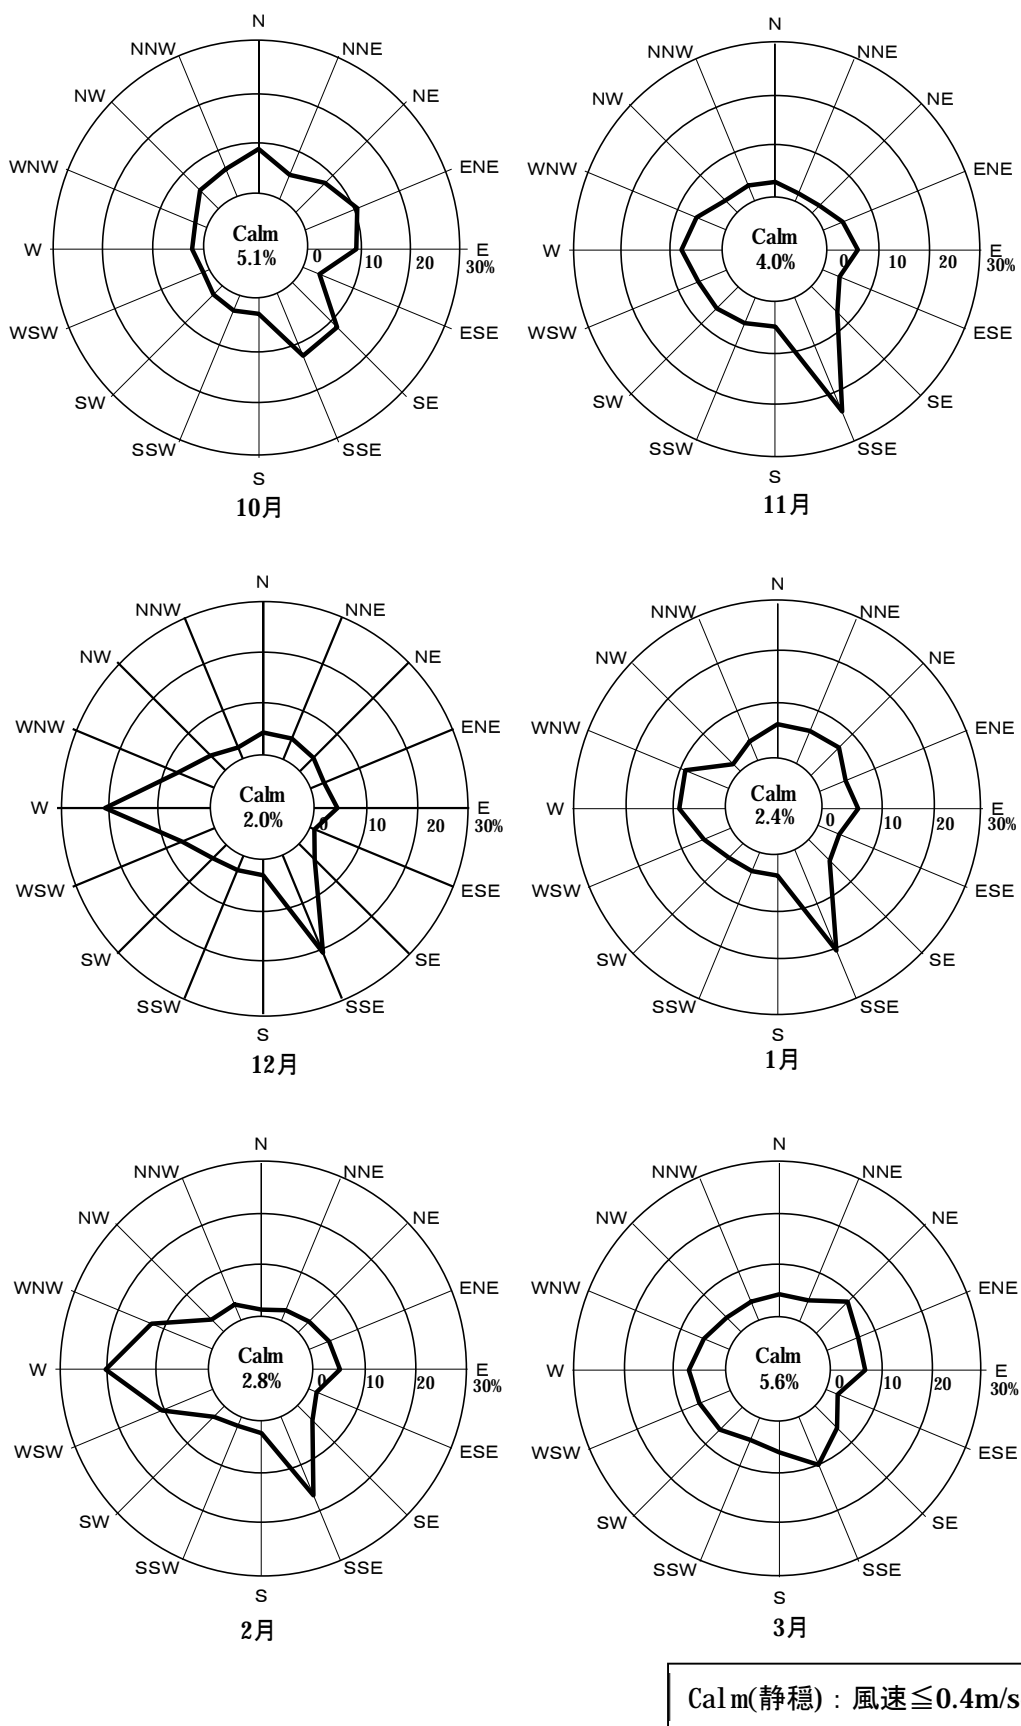 N
NNW NNE
NW NE
WNW ENE
Calm
5.1%
W 0 10 20 E
30%
WSW ESE
SW SE
SSW SSE
S
10月
N
NNW NNE
NW NE
WNW ENE
Calm
4.0%
W 0 10 20 E
30%
WSW ESE
SW SE
SSW SSE
S
11月
N
NNW NNE
NW NE
WNW ENE
Calm
2.0%
W 0 10 20 E
30%
WSW ESE
SW SE
SSW SSE
S
12月
N
NNW NNE
NW NE
WNW ENE
Calm
2.4%
W 0 10 20 E
30%
WSW ESE
SW SE
SSW SSE
S
1月
N
NNW NNE
NW NE
WNW ENE
Calm
2.8%
W 0 10 20 E
30%
WSW ESE
SW SE
SSW SSE
S
2月
N
NNW NNE
NW NE
WNW ENE
Calm
5.6%
W 0 10 20 E
30%
WSW ESE
SW SE
SSW SSE
S
3月
Calm(静穏)：風速≦0.4m/s